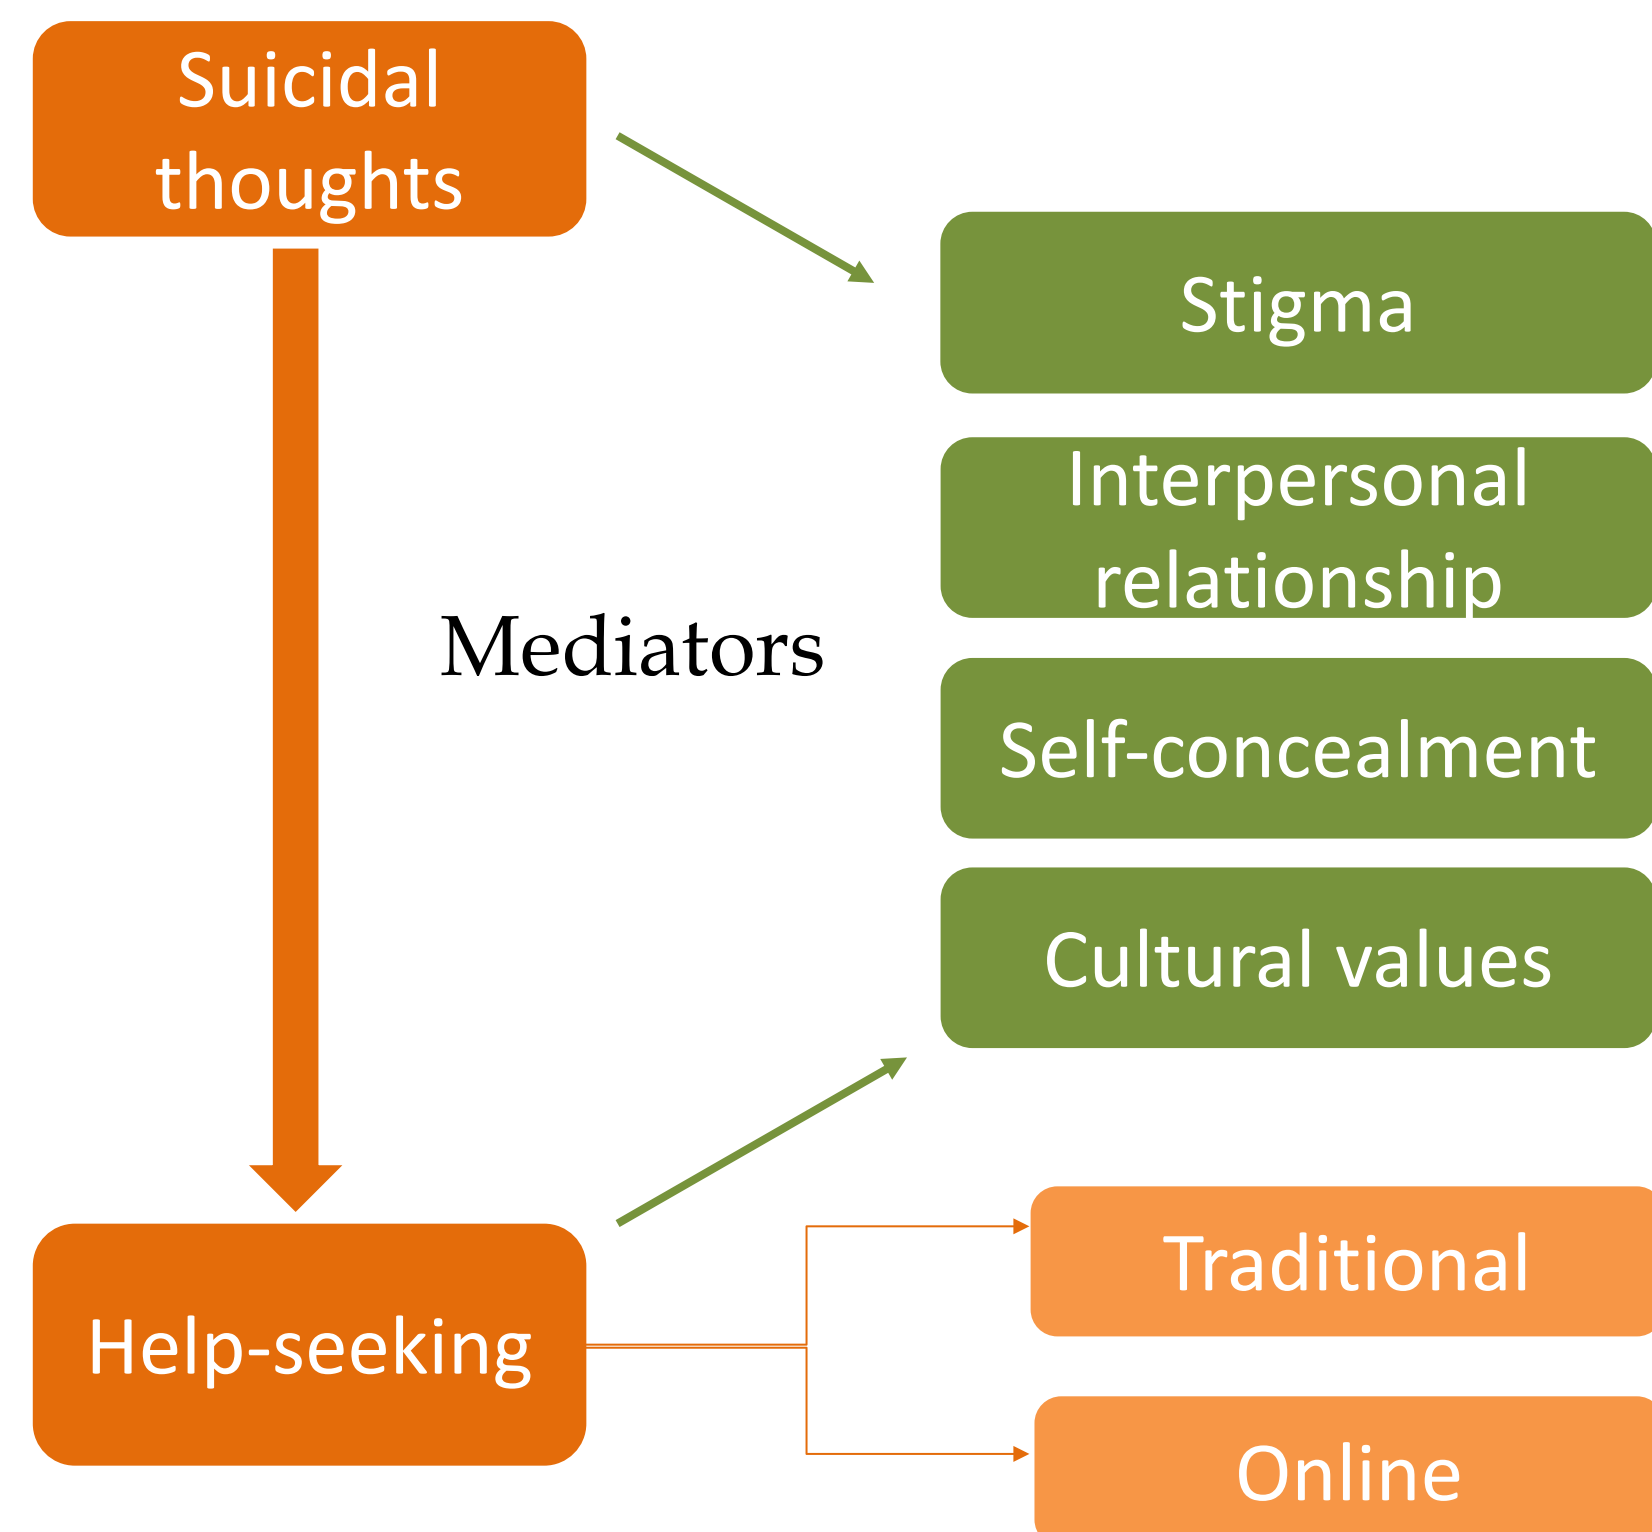 Suicidal
thoughts
Stigma
Interpersonal
relationship
Mediators
Self-concealment
Cultural values
Traditional
Help-seeking
Online